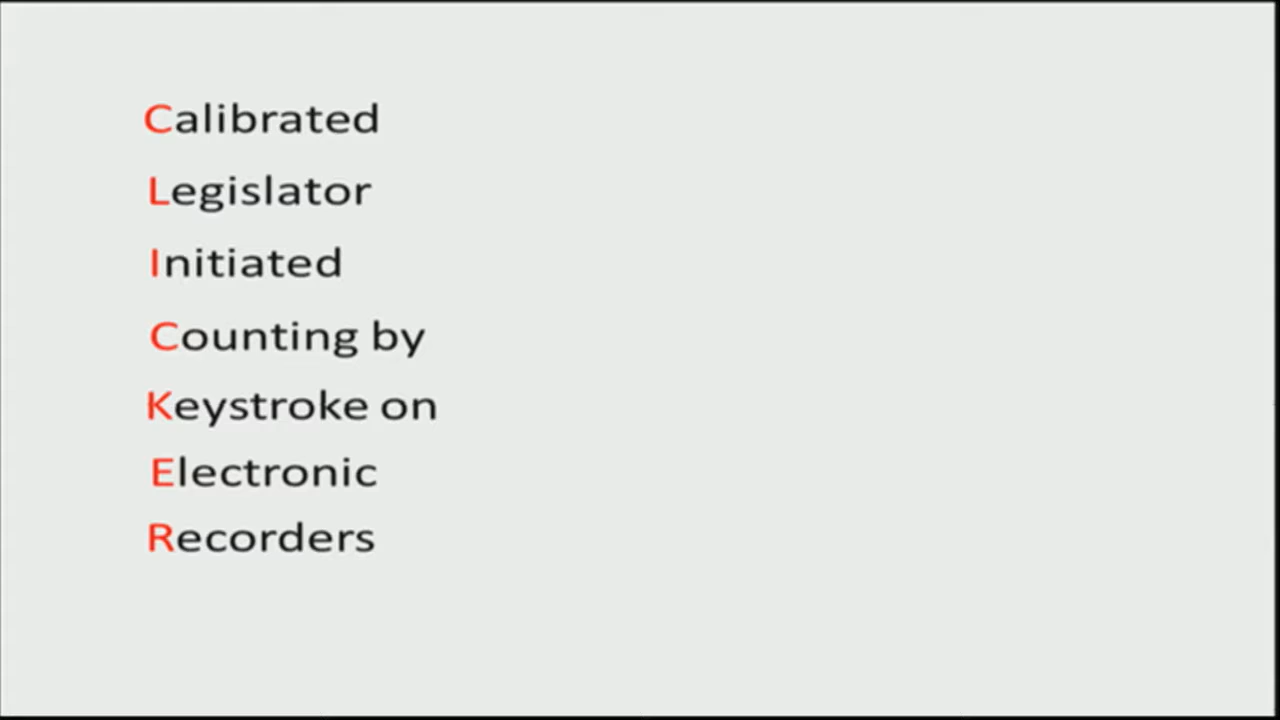 Calibrated
Legislator
Initiated
Counting by
Keystroke on
Electronic
Recorders